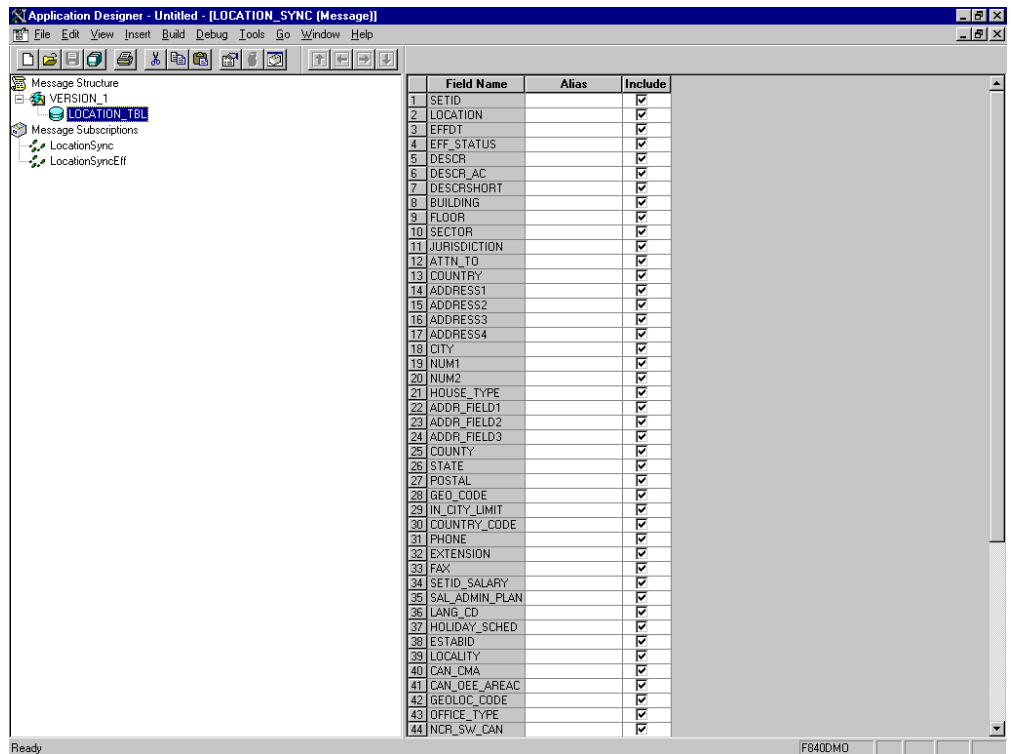 Application Designer - Untitled - [LOCATION_SYNC (Message)]
File Edit View Insert Build Debug Tools Go Window Help
Message Structure
VERSION_1
LOCATION_TBL
Message Subscriptions
LocationSync
LocationSyncEff
Field Name Alias Include
1 SETID
2 LOCATION
3 EFFDT
4 EFF_STATUS
5 DESCR
6 DESCR_AC
7 DESCRSHORT
8 BUILDING
9 FLOOR
10 SECTOR
11 JURISDICTION
12 ATTN_TO
13 COUNTRY
14 ADDRESS1
15 ADDRESS2
16 ADDRESS3
17 ADDRESS4
18 CITY
19 NUM1
20 NUM2
21 HOUSE_TYPE
22 ADDR_FIELD1
23 ADDR_FIELD2
24 ADDR_FIELD3
25 COUNTY
26 STATE
27 POSTAL
28 GEO_CODE
29 IN_CITY_LIMIT
30 COUNTRY_CODE
31 PHONE
32 EXTENSION
33 FAX
34 SETID_SALARY
35 SAL_ADMIN_PLAN
36 LANG_CD
37 HOLIDAY_SCHED
38 ESTABID
39 LOCALITY
40 CAN_CMA
41 CAN_OEE_AREAC
42 GEOLOC_CODE
43 OFFICE_TYPE
44 NCR_SW_CAN
Ready F840DMO